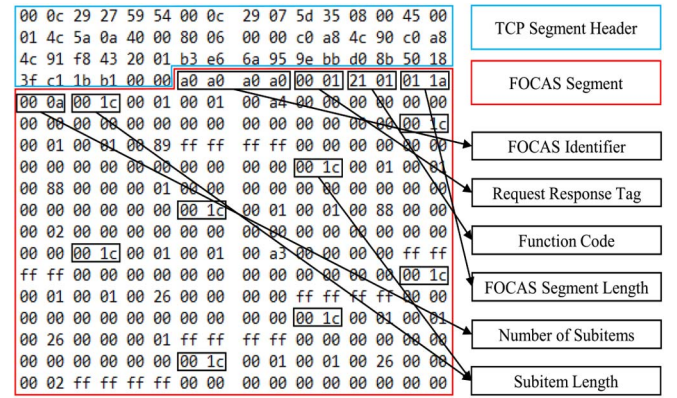 00 0c 29 27 59 54 00 0c 29 07 5d 35 08 00 45 00
01 4c 5a 0a 40 00 80 06 00 00 c0 a8 4c 90 c0 a8
4c 91 f8 43 20 01 b3 e6 6a 95 9e bb d0 8b 50 18
3f c1 1b b1 00 00 a0 a0 a0 a0 00 01 21 01 01 1a
00 0a 00 1c 00 01 00 01 00 a4 00 00 00 00 00 00
00 00 00 00 00 00 00 00 00 00 00 00 00 00 00 1c
00 01 00 01 00 89 ff ff ff ff 00 00 00 00 00 00
00 00 00 00 00 00 00 00 00 00 00 1c 00 01 00 01
00 88 00 00 00 01 00 00 00 00 00 00 00 00 00 00
00 00 00 00 00 00 00 1c 00 01 00 01 00 88 00 00
00 02 00 00 00 00 00 00 00 00 00 00 00 00 00 00
00 00 00 1c 00 01 00 01 00 a3 00 00 00 00 ff ff
ff ff 00 00 00 00 00 00 00 00 00 00 00 00 00 1c
00 01 00 01 00 26 00 00 00 00 ff ff ff ff 00 00
00 00 00 00 00 00 00 00 00 00 00 1c 00 01 00 01
00 26 00 00 00 01 ff ff ff ff 00 00 00 00 00 00
00 00 00 00 00 00 00 1c 00 01 00 01 00 26 00 00
00 02 ff ff ff ff 00 00 00 00 00 00 00 00 00 00
TCP Segment Header
FOCAS Segment
FOCAS Identifier
Request Response Tag
Function Code
FOCAS Segment Length
Number of Subitems
Subitem Length